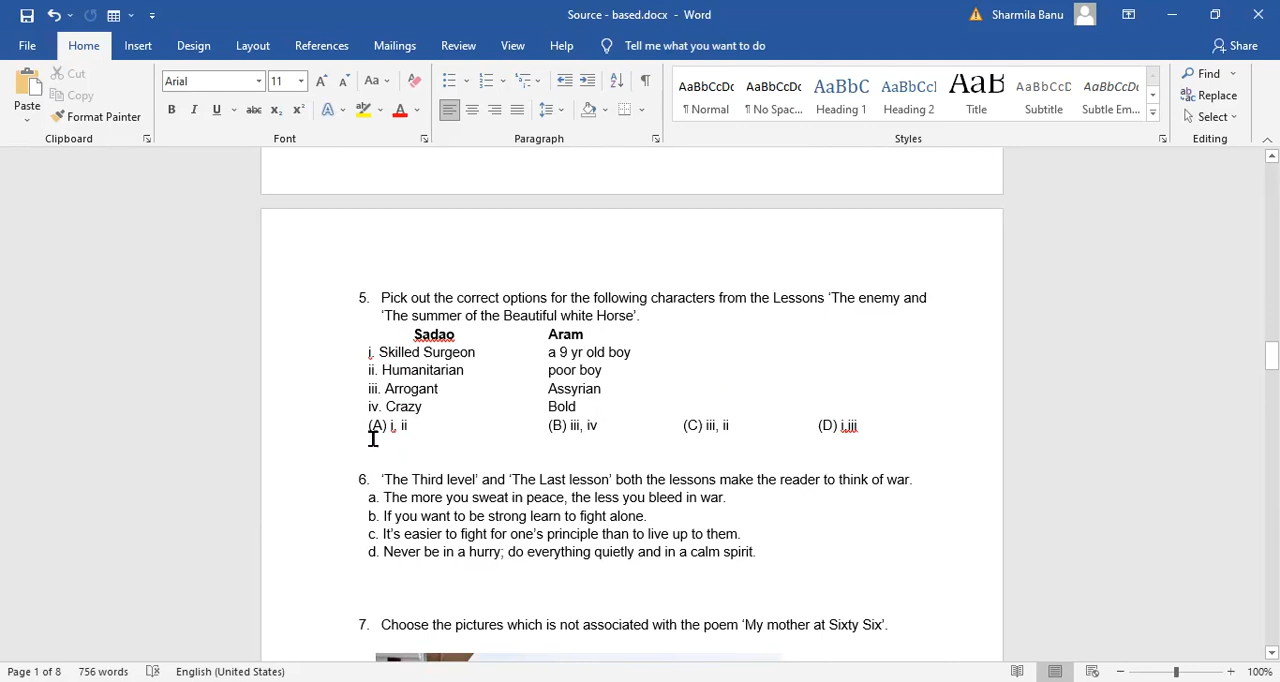 Source - based.docx - Word
Sharmila Banu
File Home Insert Design Layout References Mailings Review View Help Tell me what you want to do Share
Paste
Cut
Copy
Format Painter
Clipboard
Arial 11
Font
Paragraph
AaBbCcDc AaBbCcDc AaBbC AaBbCcI AaB AaBbCcD AaBbCcDc
¶ Normal ¶ No Spac... Heading 1 Heading 2 Title Subtitle Subtle Em...
Styles
Find
Replace
Select
Editing
5. Pick out the correct options for the following characters from the Lessons ‘The enemy and
‘The summer of the Beautiful white Horse’.
Sadao Aram
i. Skilled Surgeon a 9 yr old boy
ii. Humanitarian poor boy
iii. Arrogant Assyrian
iv. Crazy Bold
(A) i, ii (B) iii, iv (C) iii, ii (D) i,iii
6. ‘The Third level’ and ‘The Last lesson’ both the lessons make the reader to think of war.
a. The more you sweat in peace, the less you bleed in war.
b. If you want to be strong learn to fight alone.
c. It’s easier to fight for one’s principle than to live up to them.
d. Never be in a hurry; do everything quietly and in a calm spirit.
7. Choose the pictures which is not associated with the poem ‘My mother at Sixty Six’.
Page 1 of 8 756 words English (United States) 100%